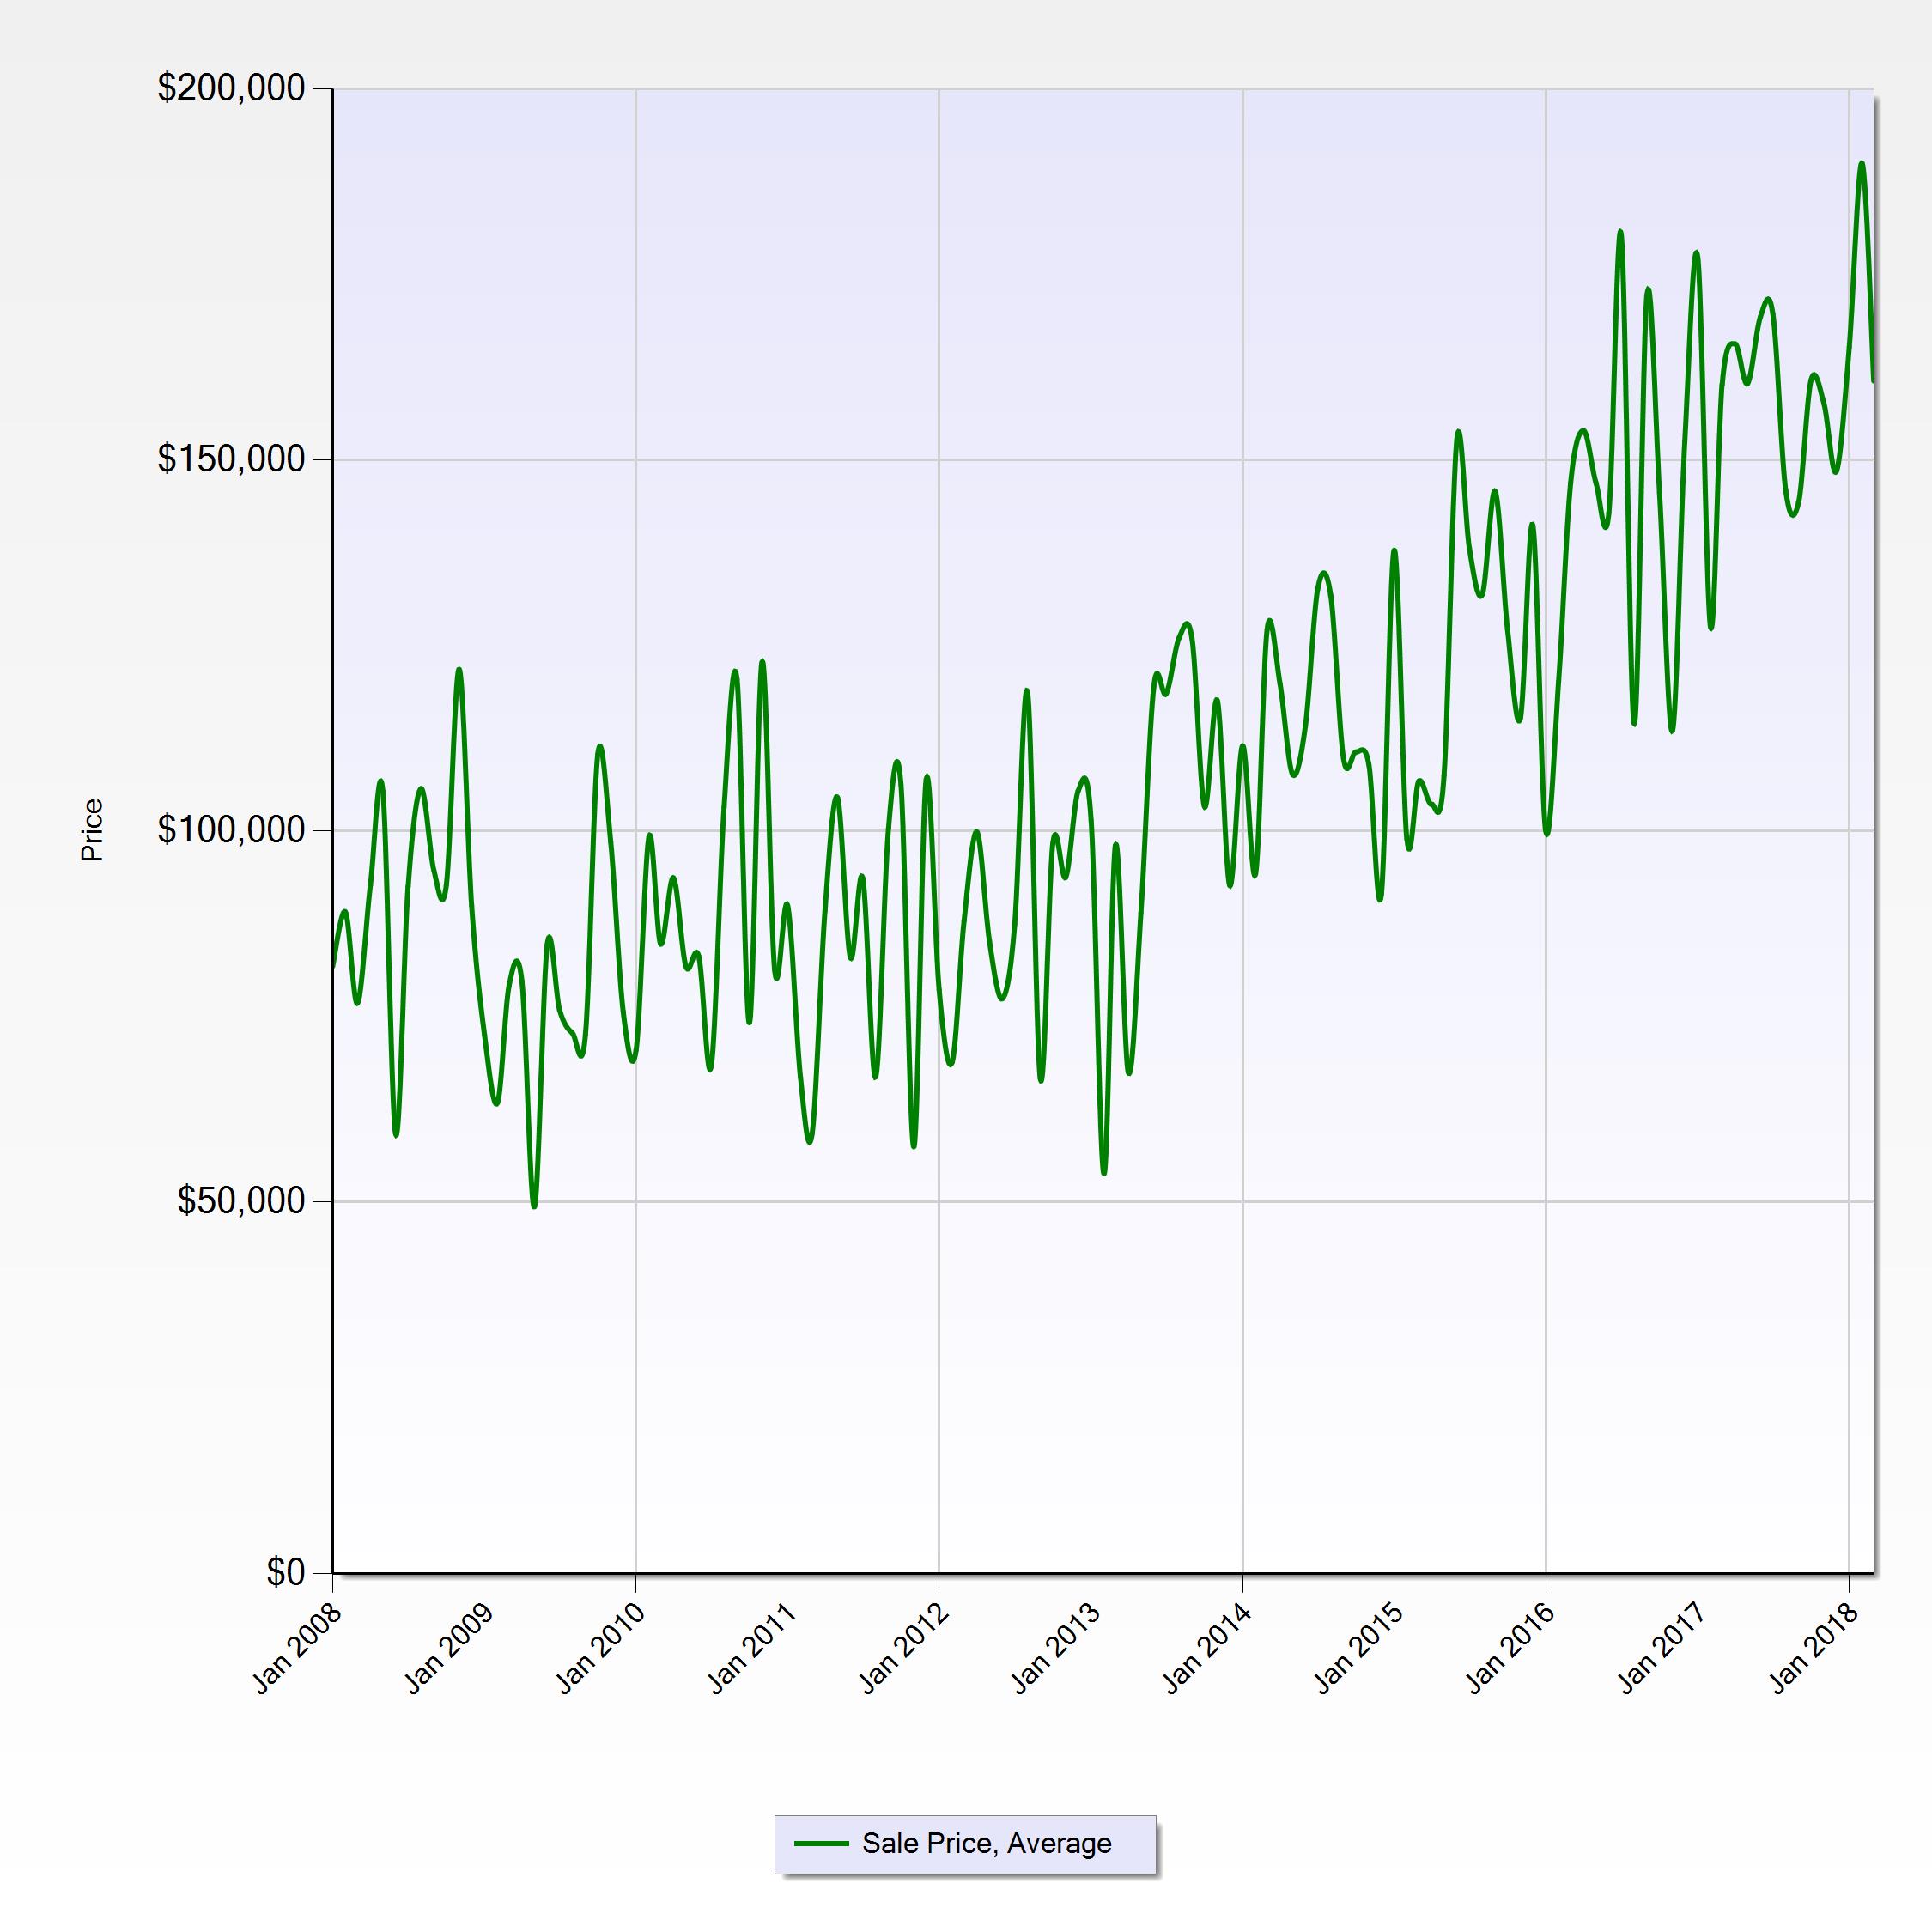 $200,000
$150,000
$100,000
$50,000
$0
Price
Jan 2008
Jan 2009
Jan 2010
Jan 2011
Jan 2012
Jan 2013
Jan 2014
Jan 2015
Jan 2016
Jan 2017
Jan 2018
Sale Price, Average